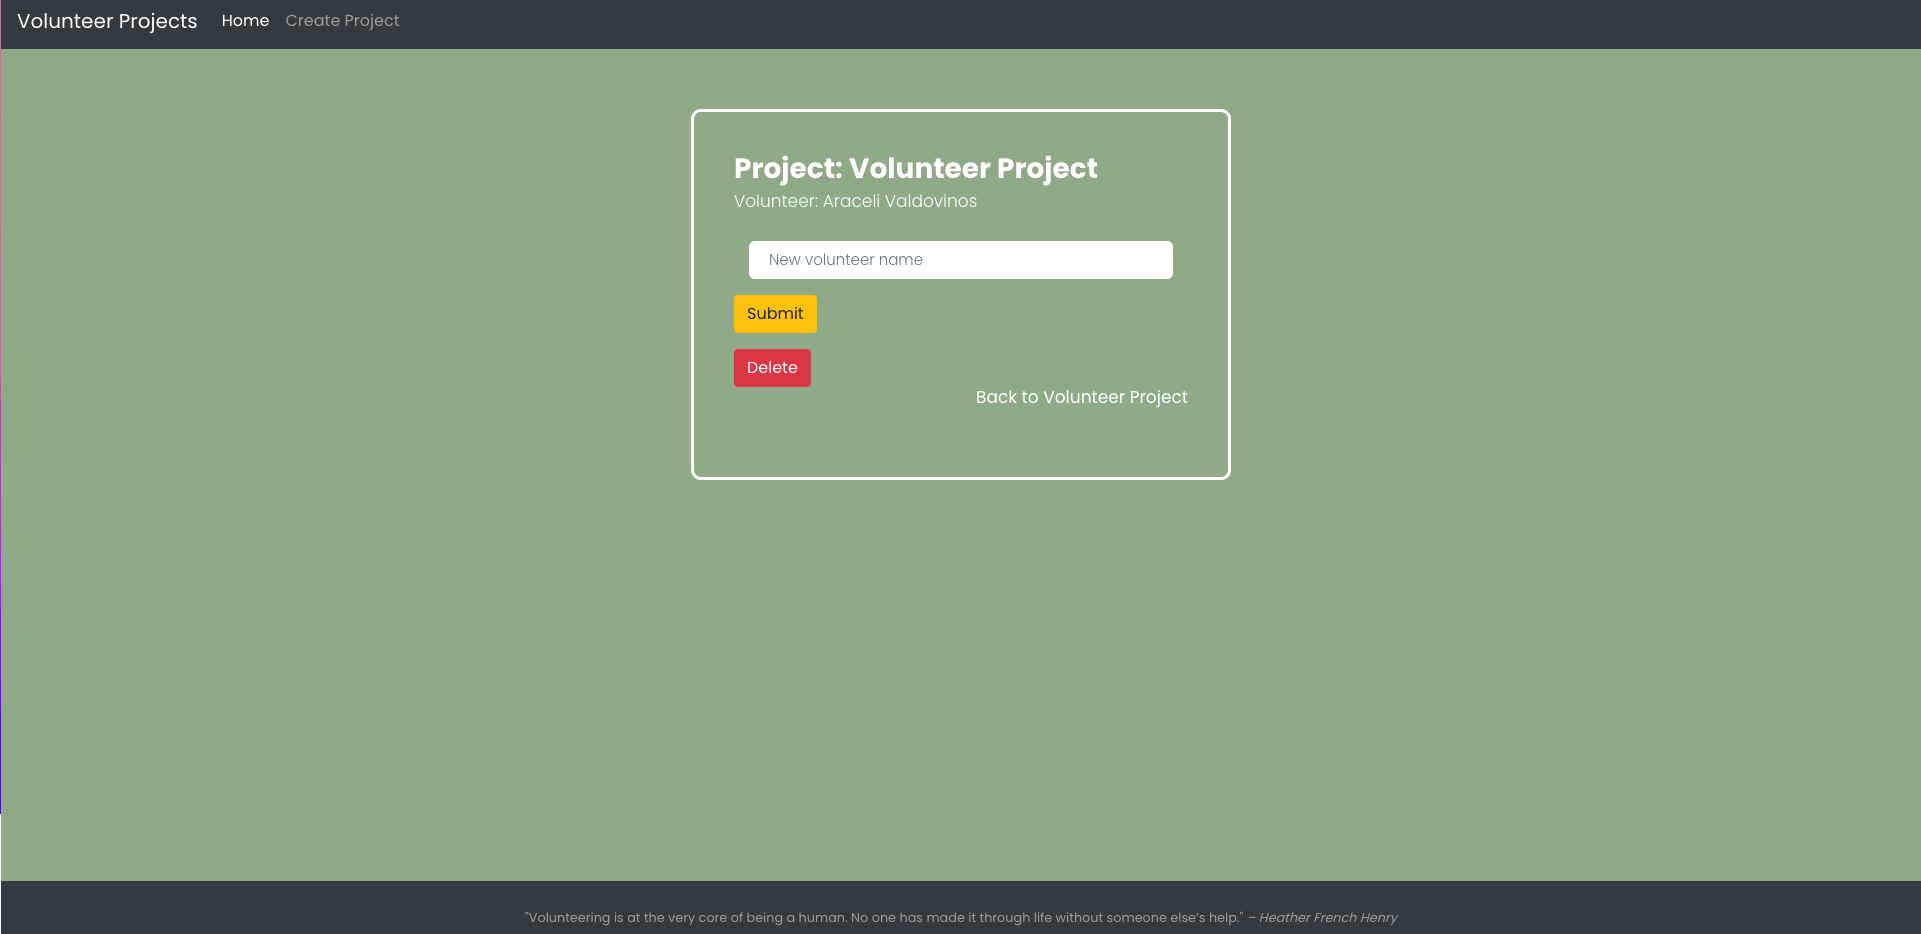 Volunteer Projects Home Create Project
Project: Volunteer Project
Volunteer: Araceli Valdovinos
New volunteer name
Submit
Delete
Back to Volunteer Project
"Volunteering is at the very core of being a human. No one has made it through life without someone else’s help." – Heather French Henry